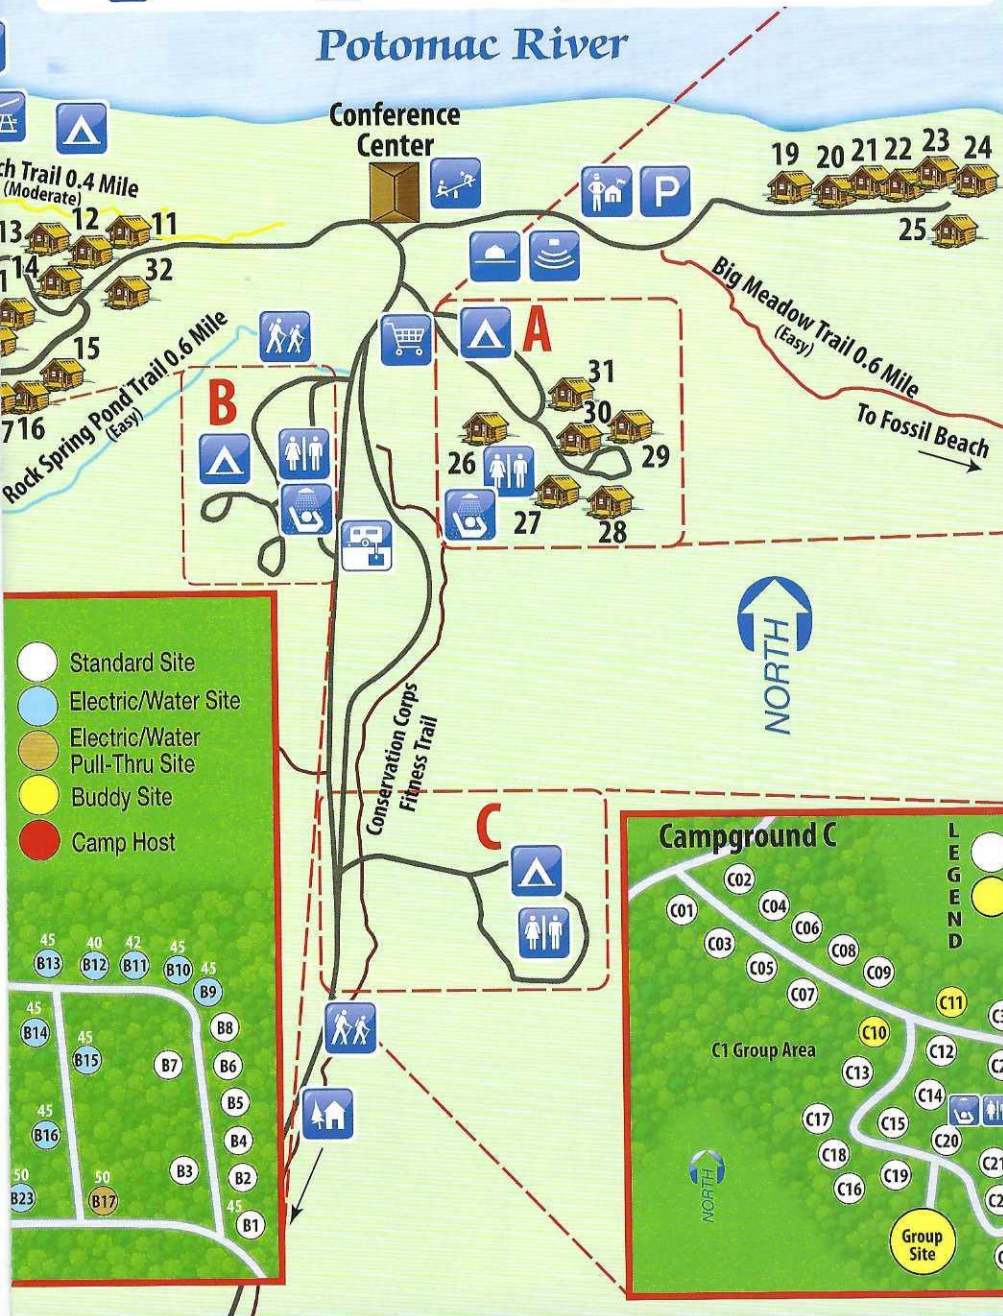 Potomac River
Conference
Center
P
19
20
21
22
23
24
25
ch Trail 0.4 Mile
(Moderate)
13
12
11
14
32
15
16
Rock Spring Pond Trail 0.6 Mile
(Easy)
Big Meadow Trail 0.6 Mile
(Easy)
To Fossil Beach
A
31
30
29
26
27
28
B
NORTH
Conservation Corps
Fitness Trail
C
Standard Site
Electric/Water Site
Electric/Water
Pull-Thru Site
Buddy Site
Camp Host
45
B13
40
B12
42
B11
45
B10
45
B9
45
B14
45
B15
B8
B7
B6
B5
45
B16
B4
B3
B2
50
B23
50
B17
45
B1
Campground C
LEGEND
C02
C01
C04
C03
C06
C05
C08
C07
C09
C11
C10
C12
C1 Group Area
C13
C14
C17
C15
C20
C18
C21
C19
C16
NORTH
Group
Site